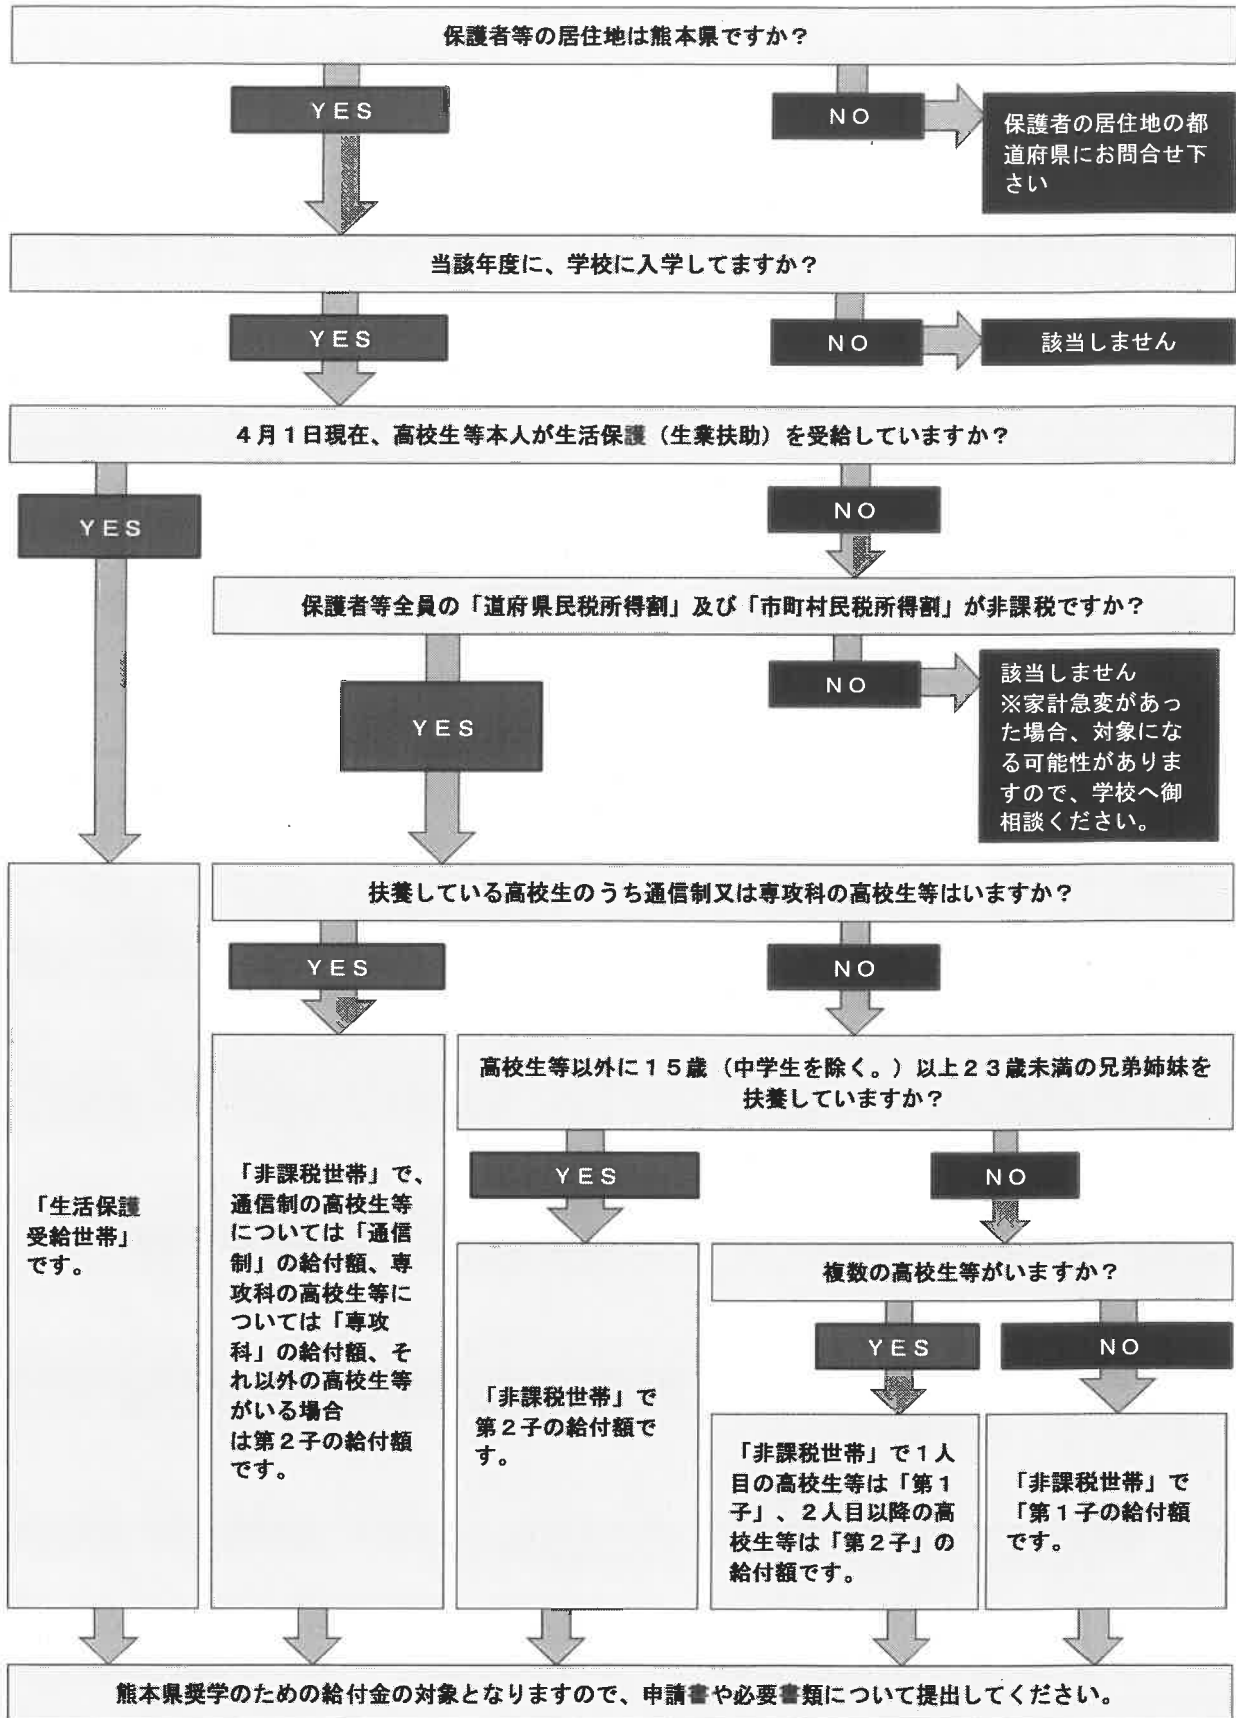 保護者等の居住地は熊本県ですか？
YES
NO
保護者の居住地の都
道府県にお問合せ下
さい
当該年度に、学校に入学してますか？
YES
NO
該当しません
４月１日現在、高校生等本人が生活保護（生業扶助）を受給していますか？
YES
NO
保護者等全員の「道府県民税所得割」及び「市町村民税所得割」が非課税ですか？
YES
NO
該当しません
※家計急変があっ
た場合、対象にな
る可能性がありま
すので、学校へ御
相談ください。
扶養している高校生のうち通信制又は専攻科の高校生等はいますか？
YES
NO
高校生等以外に１５歳（中学生を除く。）以上２３歳未満の兄弟姉妹を
扶養していますか？
YES
NO
複数の高校生等がいますか？
YES
NO
「生活保護
受給世帯」
です。
「非課税世帯」で、
通信制の高校生等
については「通信
制」の給付額、専
攻科の高校生等に
ついては「専攻
科」の給付額、そ
れ以外の高校生等
がいる場合
は第２子の給付額
です。
「非課税世帯」で
第２子の給付額で
す。
「非課税世帯」で１人
目の高校生等は「第１
子」、２人目以降の高
校生等は「第２子」の
給付額です。
「非課税世帯」で
「第１子の給付額
です。
熊本県奨学のための給付金の対象となりますので、申請書や必要書類について提出してください。